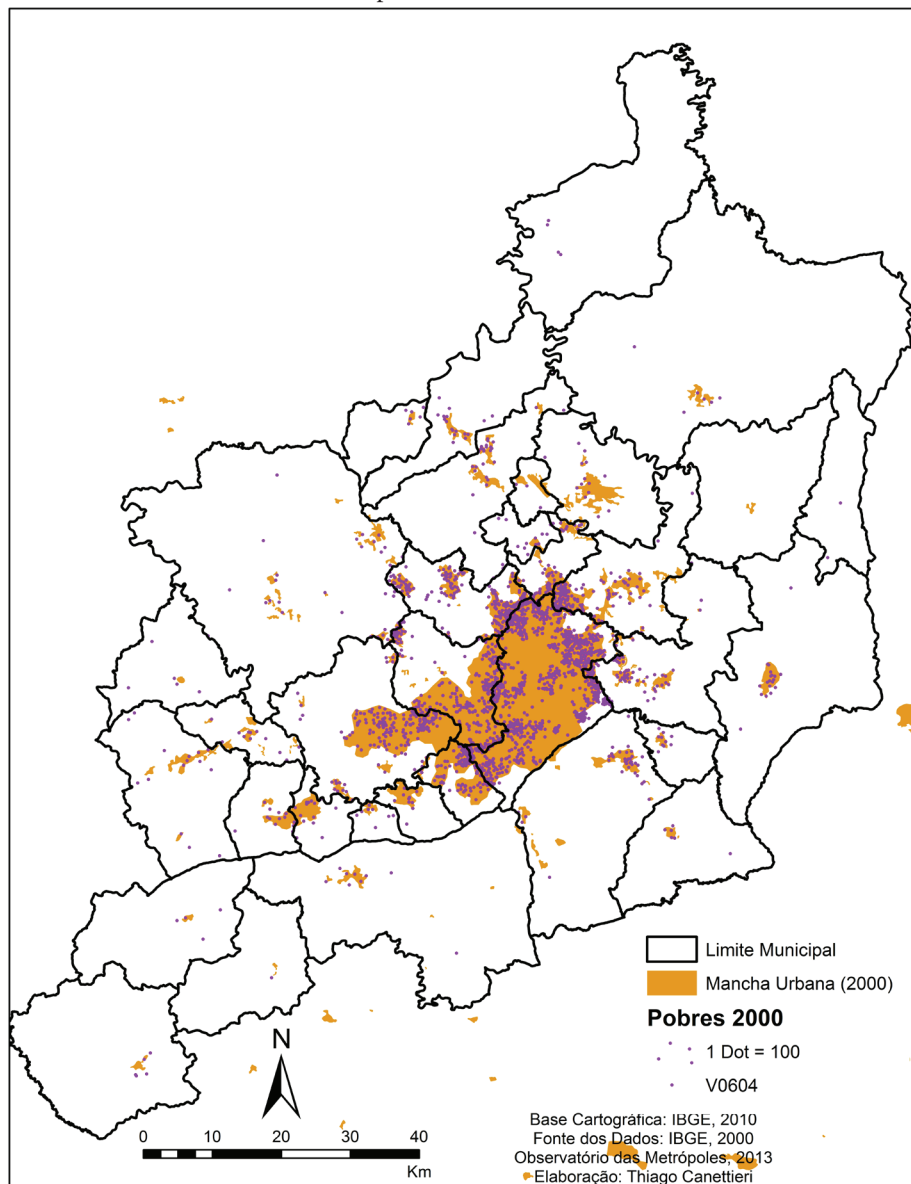 Limite Municipal
Mancha Urbana (2000)
Pobres 2000
1 Dot = 100
V0604
N
0 10 20 30 40
Km
Base Cartográfica: IBGE, 2010
Fonte dos Dados: IBGE, 2000
Observatório das Metrópoles, 2013
Elaboração: Thiago Canettieri